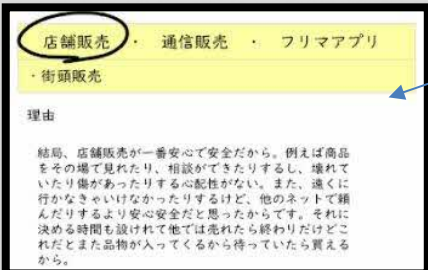 店舗販売 ・ 通信販売 ・ フリマアプリ
・街頭販売
理由
結局、店舗販売が一番安心で安全だから。例えば商品
をその場で見れたり、相談ができたりするし、壊れて
いたり傷があったりする心配性がない。また、遠くに
行かなきゃいけなかったりするけど、他のネットで頼
んだりするより安心安全だと思ったからです。それに
決める時間も設けれて他では売れたら終わりだけどこ
れだとまた品物が入ってくるから待っていたら買える
から。